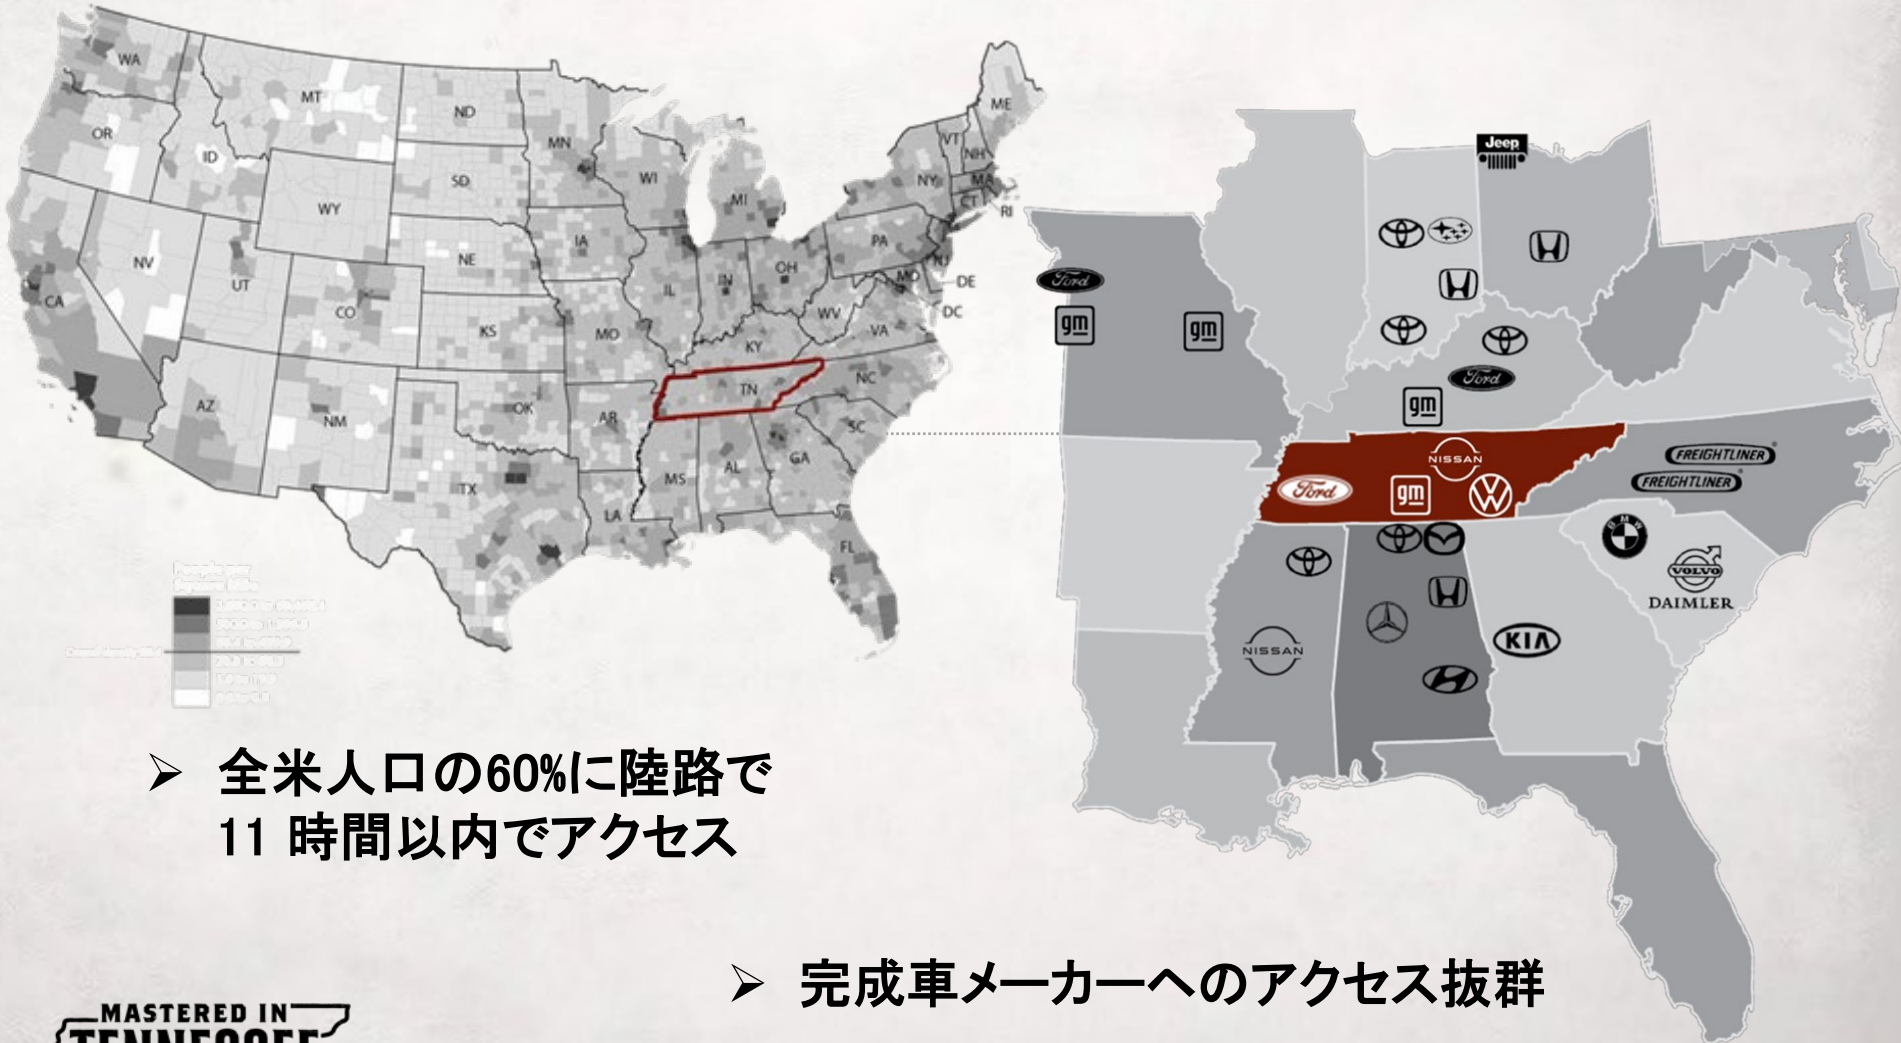 WA
MT
ND
MN
ME
OR
ID
SD
WI
VT
NH
NY
MA
CT
RI
WY
MI
IA
PA
NJ
NV
UT
NE
IL
IN
OH
MD
DE
DC
CA
CO
KS
MO
WV
VA
KY
AZ
NM
OK
AR
TN
NC
SC
TX
LA
MS
AL
GA
FL
Jeep
Ford
gm
gm
Ford
gm
NISSAN
Ford
gm
FREIGHTLINER
FREIGHTLINER
BMW
VOLVO
DAIMLER
NISSAN
KIA
➢ 全米人口の60%に陸路で
11 時間以内でアクセス
➢ 完成車メーカーへのアクセス抜群
MASTERED IN
TENNESSEE